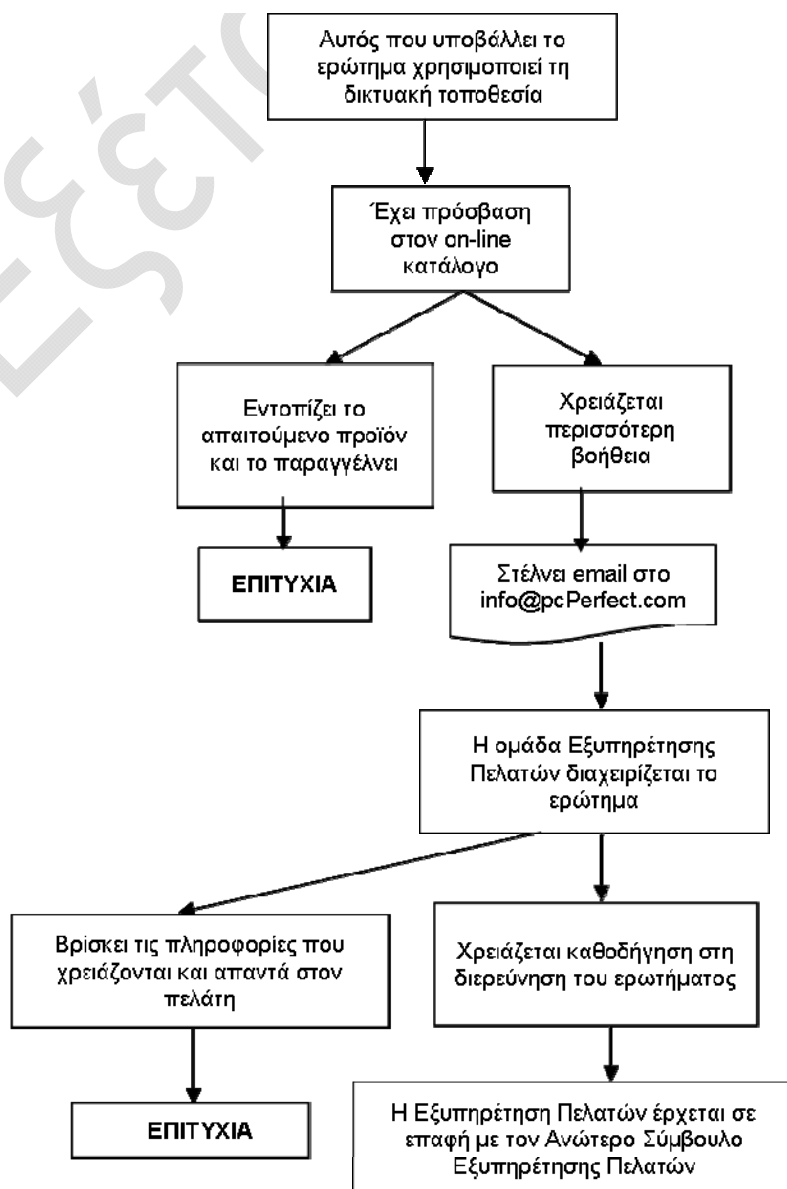 Αυτός που υποβάλλει το
ερώτημα χρησιμοποιεί τη
δικτυακή τοποθεσία
Έχει πρόσβαση
στον on-line
κατάλογο
Εντοπίζει το
απαιτούμενο προϊόν
και το παραγγέλνει
Χρειάζεται
περισσότερη
βοήθεια
ΕΠΙΤΥΧΙΑ
Στέλνει email στο
info@pcPerfect.com
Η ομάδα Εξυπηρέτησης
Πελατών διαχειρίζεται το
ερώτημα
Βρίσκει τις πληροφορίες που
χρειάζονται και απαντά στον
πελάτη
Χρειάζεται καθοδήγηση στη
διερεύνηση του ερωτήματος
ΕΠΙΤΥΧΙΑ
Η Εξυπηρέτηση Πελατών έρχεται σε
επαφή με τον Ανώτερο Σύμβουλο
Εξυπηρέτησης Πελατών